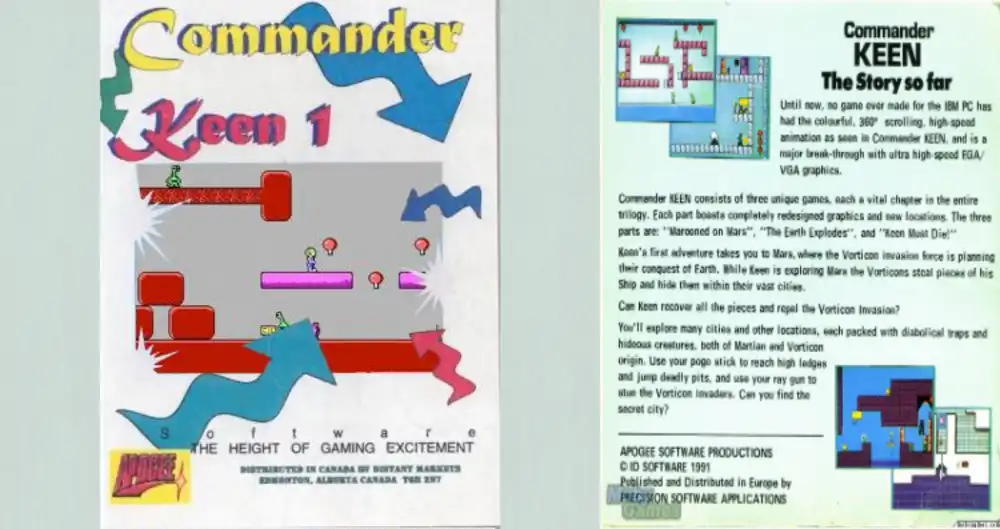 Commander
Keen 1
Software
THE HEIGHT OF GAMING EXCITEMENT
APOGEE
DISTRIBUTED IN CANADA BY DISTANT MARKETS
EDMONTON, ALBERTA CANADA T6H 2N7
Commander
KEEN
The Story so far
Until now, no game ever made for the IBM PC has
had the colourful, 360° scrolling, high-speed
animation as seen in Commander KEEN, and is a
major break-through with ultra high-speed EGA/
VGA graphics.
Commander KEEN consists of three unique games, each a vital chapter in the entire
trilogy. Each part boasts completely redesigned graphics and new locations. The three
parts are: "Marooned on Mars", "The Earth Explodes", and "Keen Must Die!"
Keen's first adventure takes you to Mars, where the Vorticon invasion force is planning
their conquest of Earth. While Keen is exploring Mars the Vorticons steal pieces of his
Ship and hide them within their vast cities.
Can Keen recover all the pieces and repel the Vorticon Invasion?
You'll explore many cities and other locations, each packed with diabolical traps and
hideous creatures, both of Martian and Vorticon
origin. Use your pogo stick to reach high ledges
and jump deadly pits, and use your ray gun to
stun the Vorticon Invaders. Can you find the
secret city?
APOGEE SOFTWARE PRODUCTIONS
© ID SOFTWARE 1991
Published and Distributed in Europe by
PRECISION SOFTWARE APPLICATIONS
Games